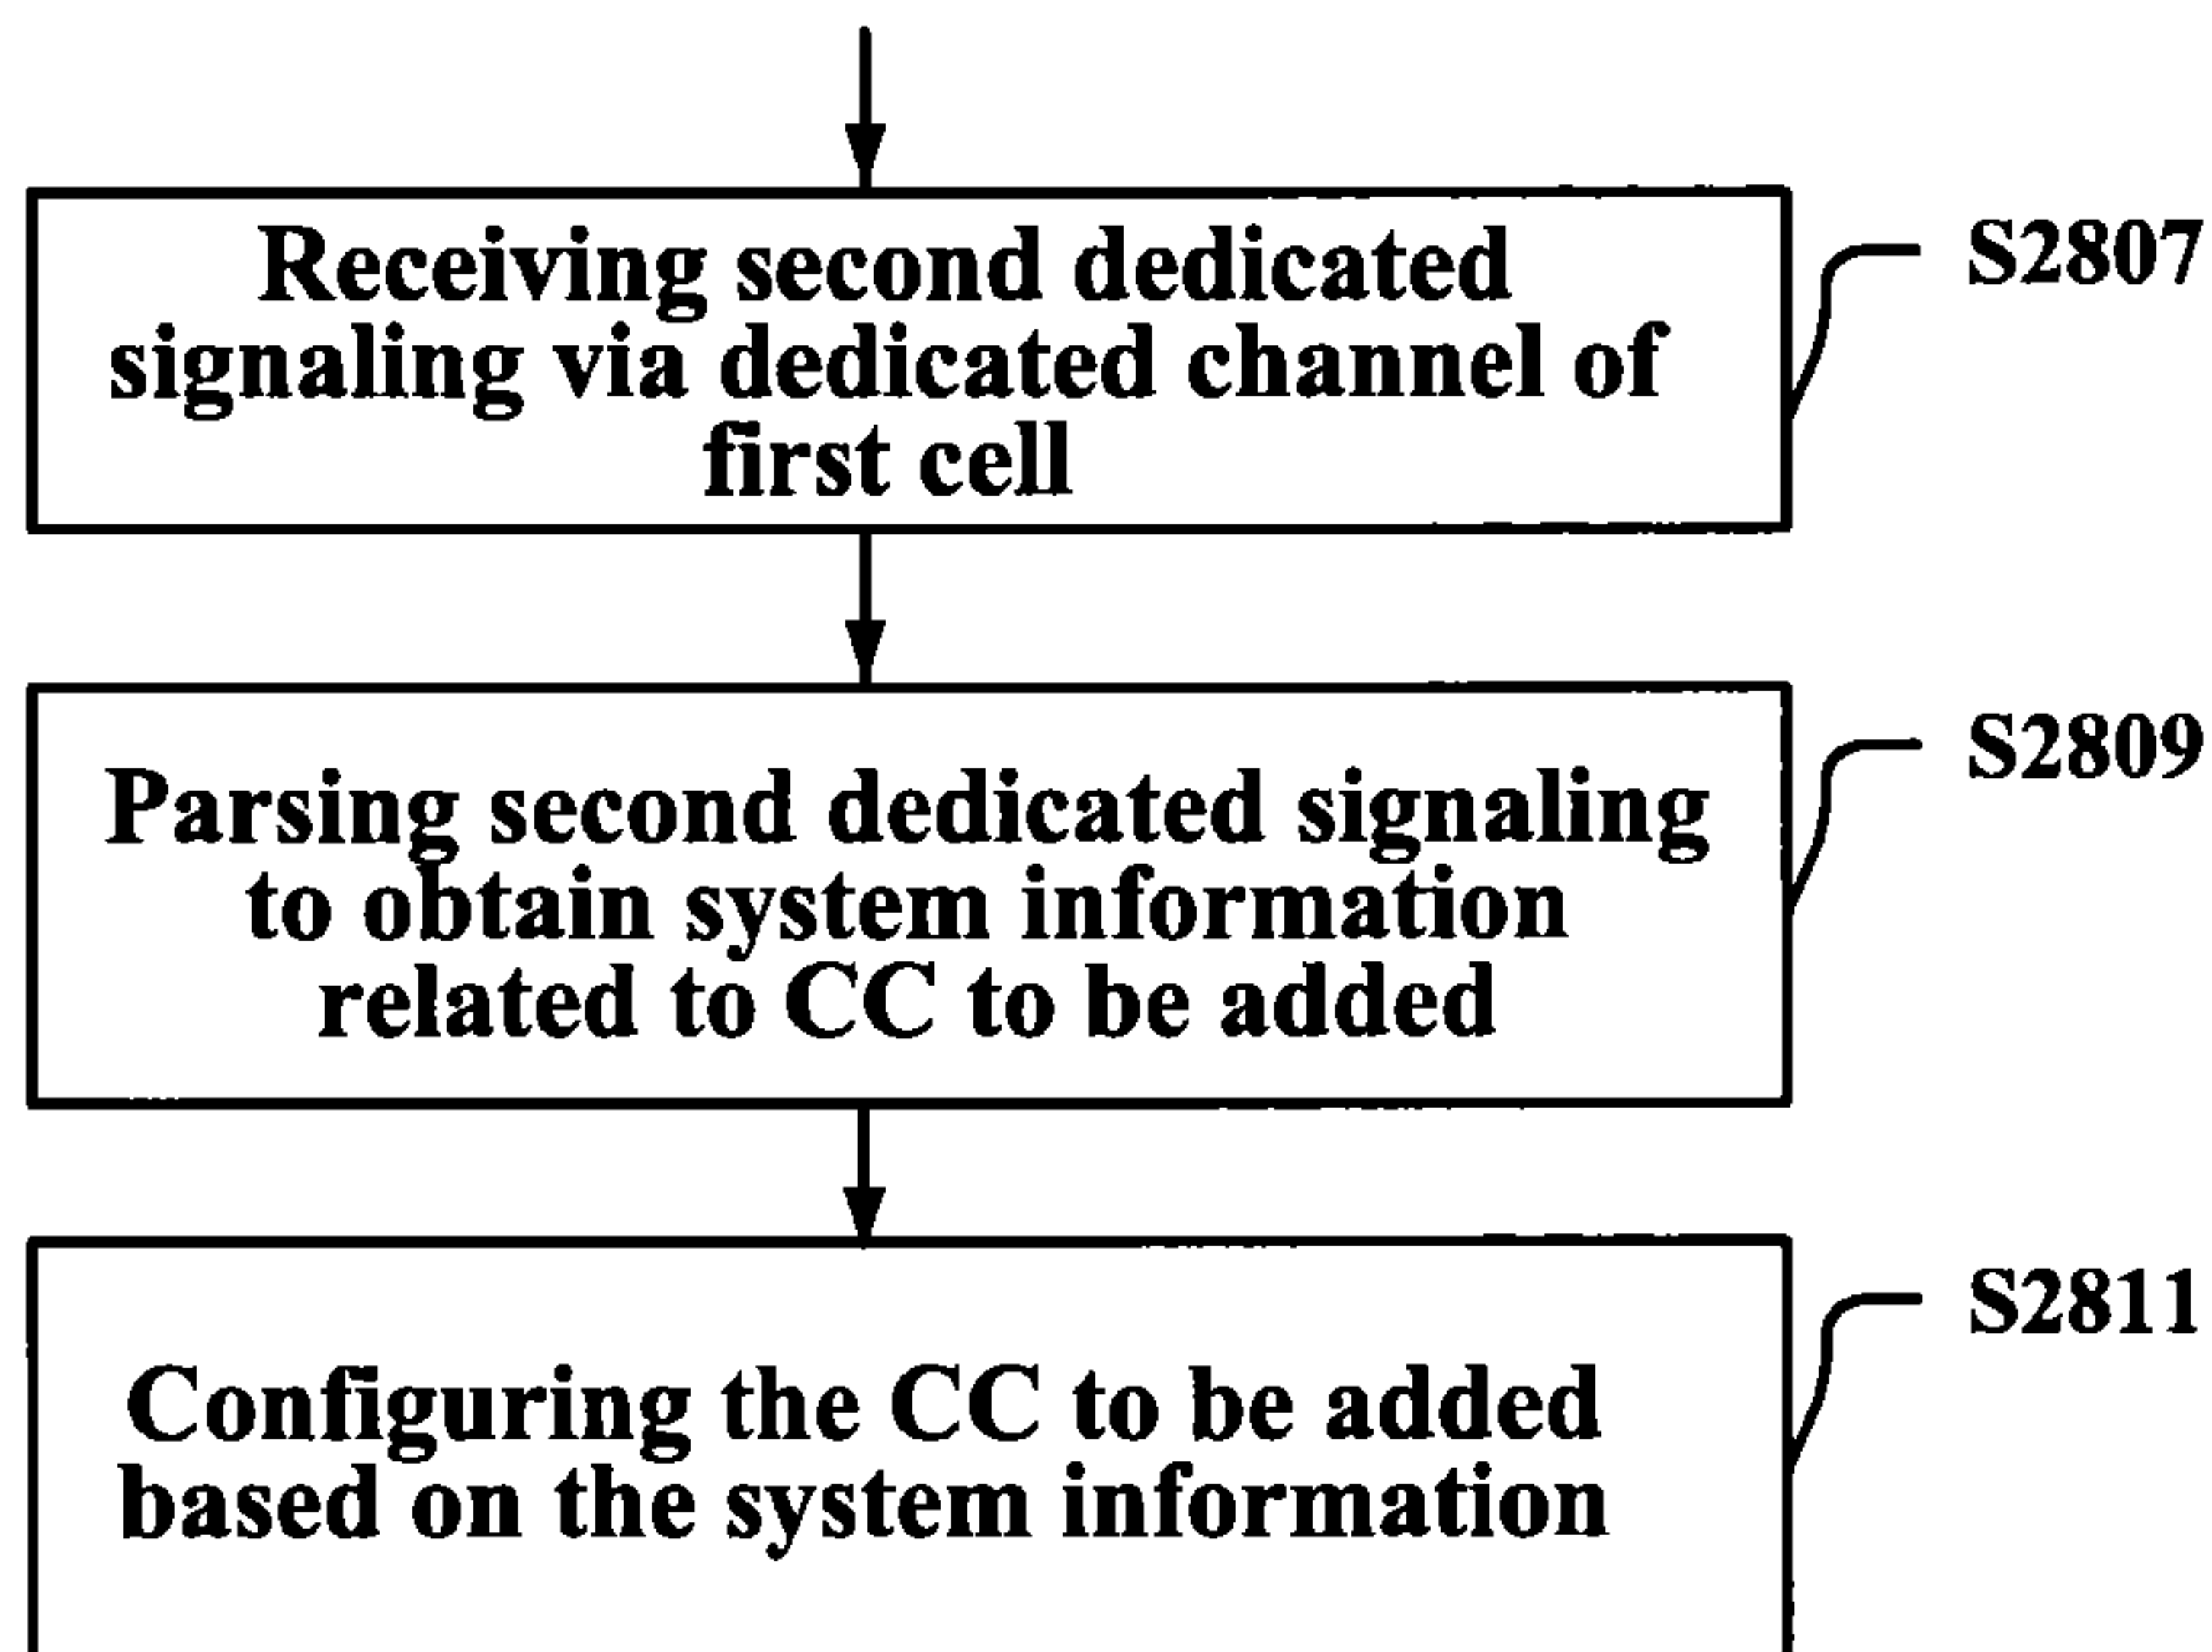 Receiving second dedicated
signaling via dedicated channel of
first cell
S2807
Parsing second dedicated signaling
to obtain system information
related to CC to be added
S2809
Configuring the CC to be added
based on the system information
S2811